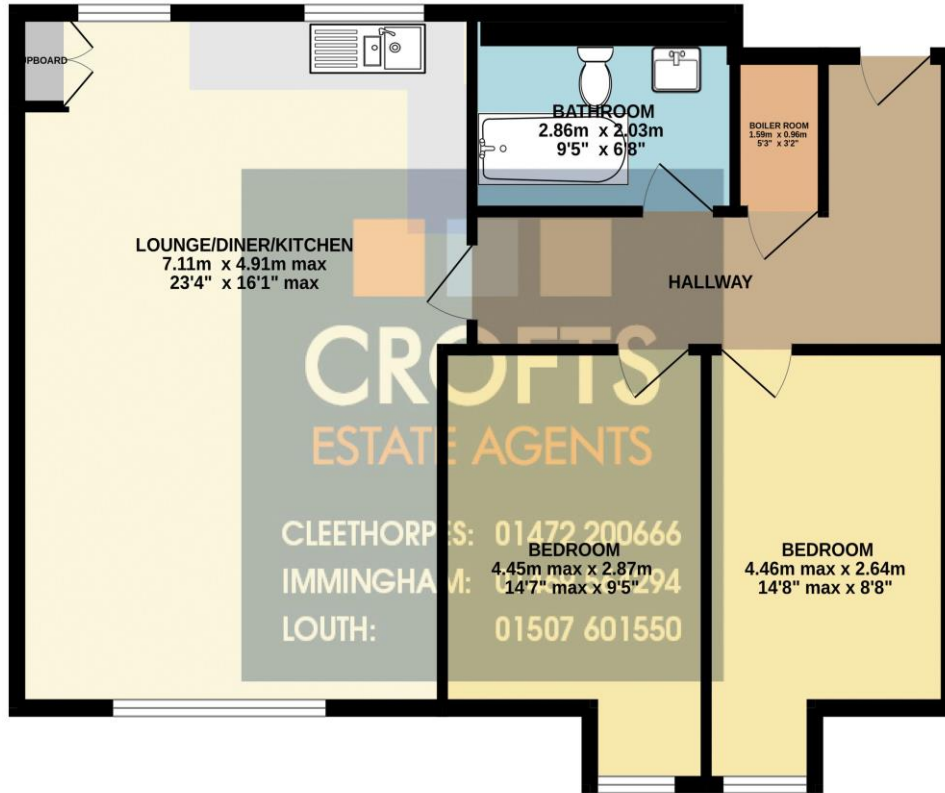 UPBOARD
BATHROOM
2.86m x 2.03m
9'5" x 6'8"
BOILER ROOM
1.59m x 0.96m
5'3" x 3'2"
LOUNGE/DINER/KITCHEN
7.11m x 4.91m max
23'4" x 16'1" max
HALLWAY
CROFTS
ESTATE AGENTS
CLEETHORPES: 01472 200666
IMMINGHAM:
LOUTH: 01507 601550
BEDROOM
4.45m max x 2.87m
14'7" max x 9'5"
BEDROOM
4.46m max x 2.64m
14'8" max x 8'8"